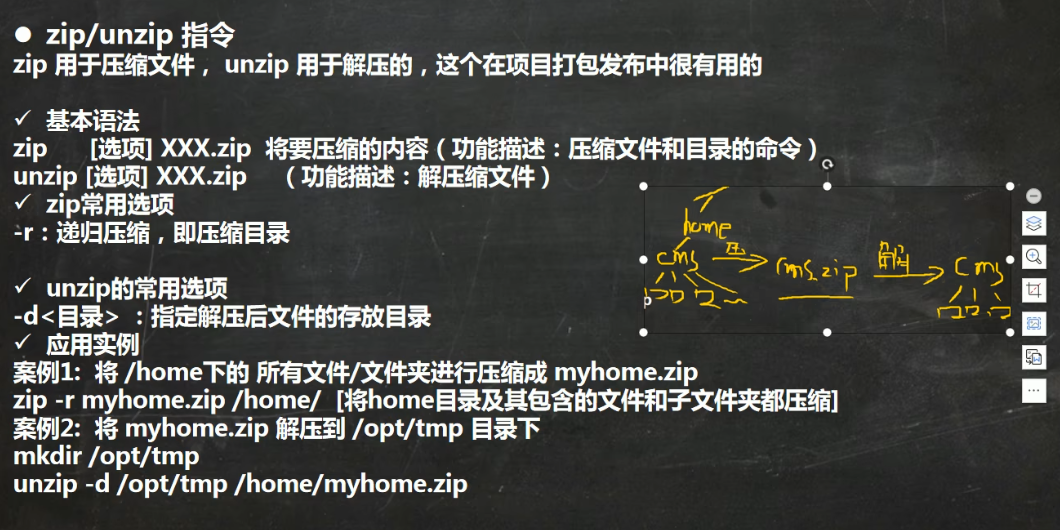 ● zip/unzip 指令
zip 用于压缩文件， unzip 用于解压的，这个在项目打包发布中很有用的
✓ 基本语法
zip [选项] XXX.zip 将要压缩的内容（功能描述：压缩文件和目录的命令）
unzip [选项] XXX.zip （功能描述：解压缩文件）
✓ zip常用选项
-r：递归压缩，即压缩目录
✓ unzip的常用选项
-d<目录> ：指定解压后文件的存放目录
✓ 应用实例
案例1: 将 /home下的 所有文件/文件夹进行压缩成 myhome.zip
zip -r myhome.zip /home/ [将home目录及其包含的文件和子文件夹都压缩]
案例2: 将 myhome.zip 解压到 /opt/tmp 目录下
mkdir /opt/tmp
unzip -d /opt/tmp /home/myhome.zip
/
home
cms 压 cms.zip 解 cms
p